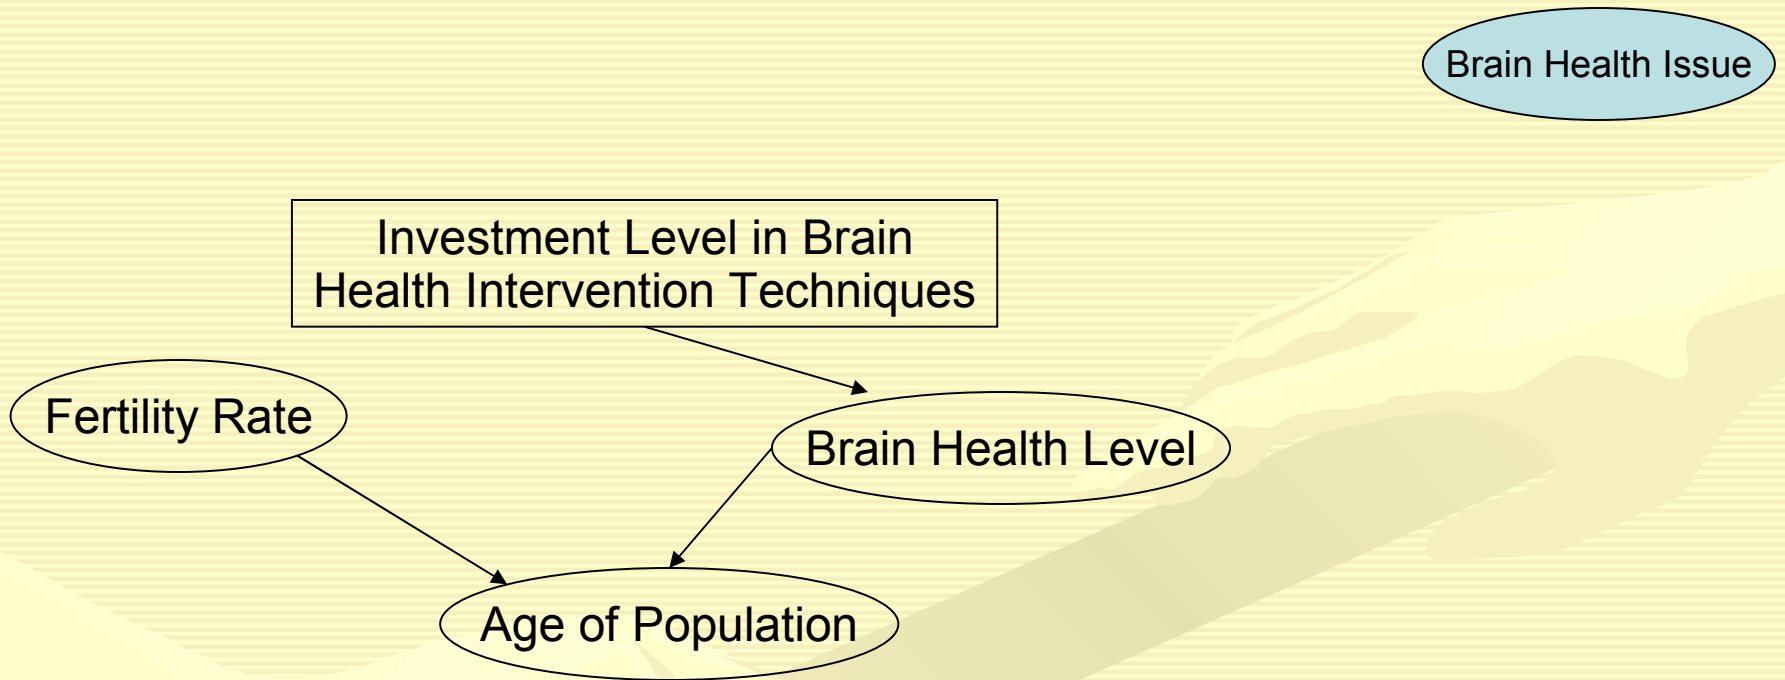 Brain Health Issue
Investment Level in Brain
Health Intervention Techniques
Fertility Rate
Brain Health Level
Age of Population